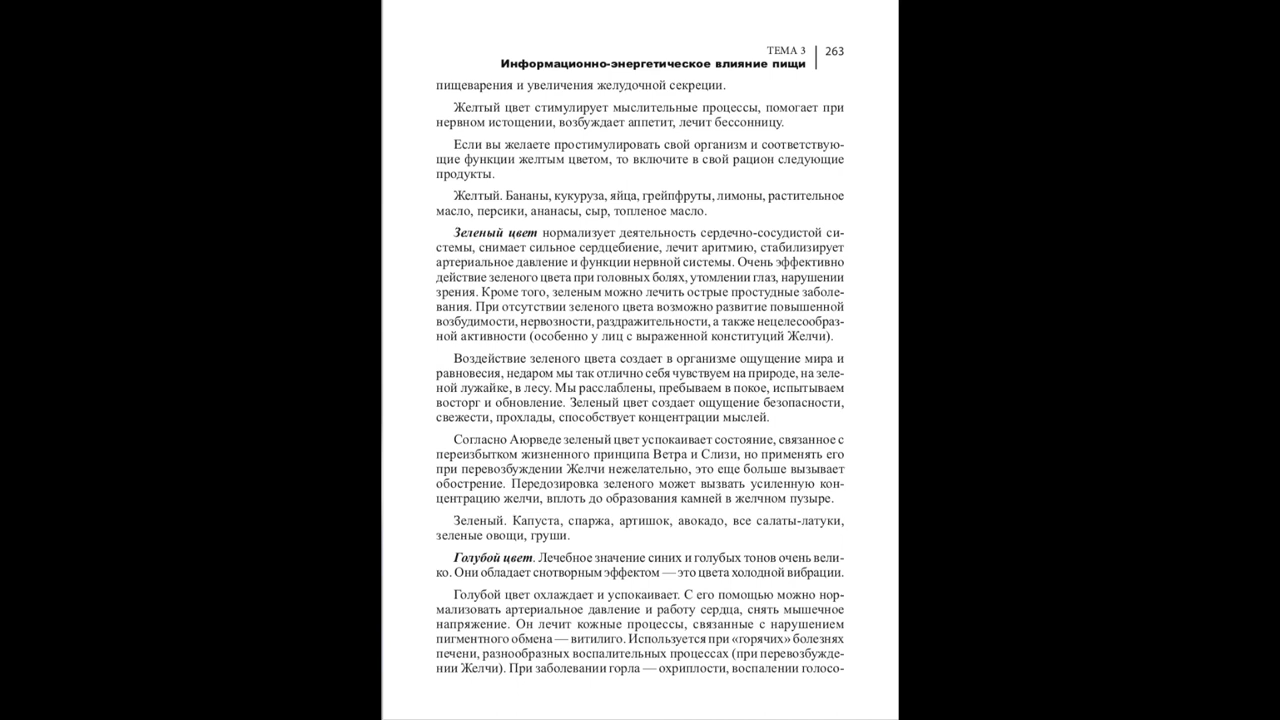 ТЕМА 3
263
Информационно-энергетическое влияние пищи
пищеварения и увеличения желудочной секреции.
Желтый цвет стимулирует мыслительные процессы, помогает при
нервном истощении, возбуждает аппетит, лечит бессонницу.
Если вы желаете простимулировать свой организм и соответствую-
щие функции желтым цветом, то включите в свой рацион следующие
продукты.
Желтый. Бананы, кукуруза, яйца, грейпфруты, лимоны, растительное
масло, персики, ананасы, сыр, топленое масло.
Зеленый цвет нормализует деятельность сердечно-сосудистой си-
стемы, снимает сильное сердцебиение, лечит аритмию, стабилизирует
артериальное давление и функции нервной системы. Очень эффективно
действие зеленого цвета при головных болях, утомлении глаз, нарушении
зрения. Кроме того, зеленым можно лечить острые простудные заболе-
вания. При отсутствии зеленого цвета возможно развитие повышенной
возбудимости, нервозности, раздражительности, а также нецелесообраз-
ной активности (особенно у лиц с выраженной конституций Желчи).
Воздействие зеленого цвета создает в организме ощущение мира и
равновесия, недаром мы так отлично себя чувствуем на природе, на зеле-
ной лужайке, в лесу. Мы расслаблены, пребываем в покое, испытываем
восторг и обновление. Зеленый цвет создает ощущение безопасности,
свежести, прохлады, способствует концентрации мыслей.
Согласно Аюрведе зеленый цвет успокаивает состояние, связанное с
переизбытком жизненного принципа Ветра и Слизи, но применять его
при перевозбуждении Желчи нежелательно, это еще больше вызывает
обострение. Передозировка зеленого может вызвать усиленную кон-
центрацию желчи, вплоть до образования камней в желчном пузыре.
Зеленый. Капуста, спаржа, артишок, авокадо, все салаты-латуки,
зеленые овощи, груши.
Голубой цвет. Лечебное значение синих и голубых тонов очень вели-
ко. Они обладает снотворным эффектом — это цвета холодной вибрации.
Голубой цвет охлаждает и успокаивает. С его помощью можно нор-
мализовать артериальное давление и работу сердца, снять мышечное
напряжение. Он лечит кожные процессы, связанные с нарушением
пигментного обмена — витилиго. Используется при «горячих» болезнях
печени, разнообразных воспалительных процессах (при перевозбужде-
нии Желчи). При заболевании горла — охриплости, воспалении голосо-